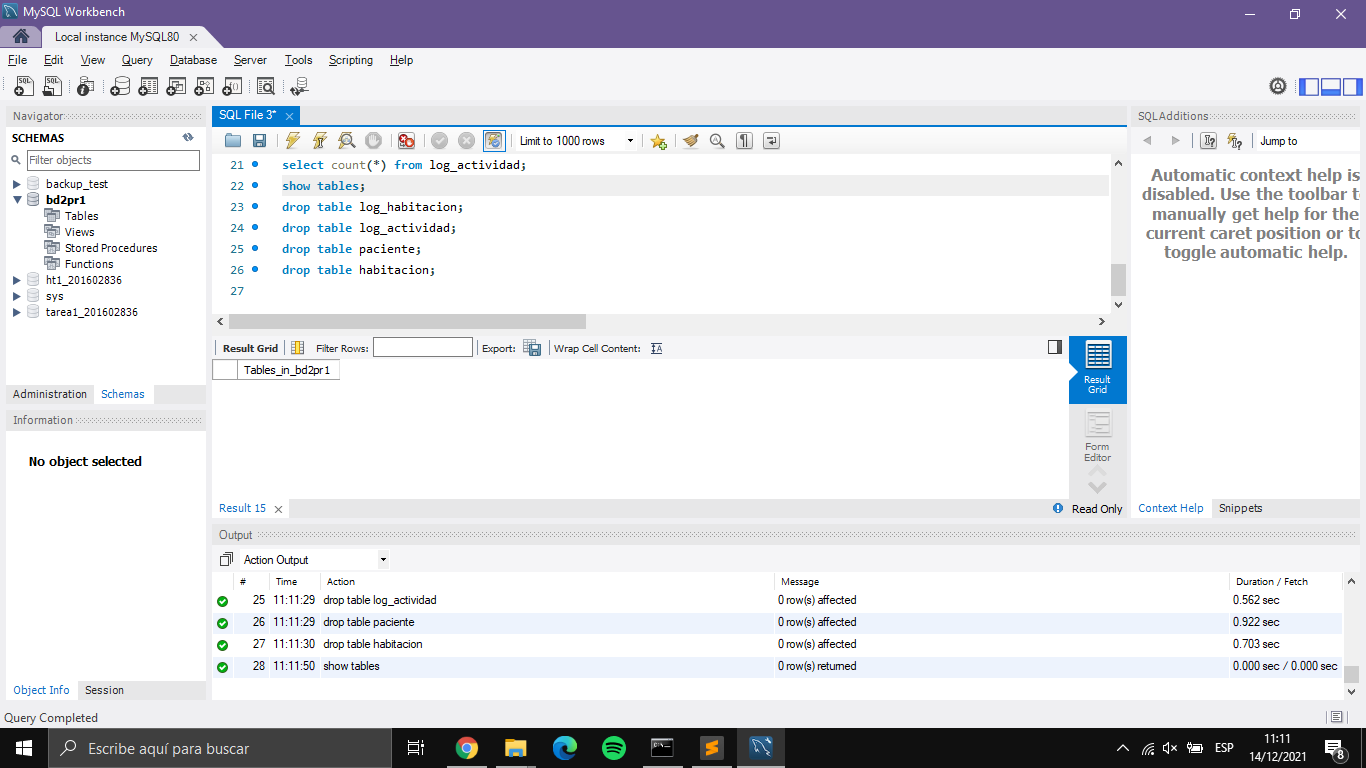 MySQL Workbench
Local instance MySQL80
File Edit View Query Database Server Tools Scripting Help
Navigator
SCHEMAS
Filter objects
backup_test
bd2pr1
Tables
Views
Stored Procedures
Functions
ht1_201602836
sys
tarea1_201602836
Administration Schemas
Information
No object selected
Object Info Session
SQL File 3*
Limit to 1000 rows
21 select count(*) from log_actividad;
22 show tables;
23 drop table log_habitacion;
24 drop table log_actividad;
25 drop table paciente;
26 drop table habitacion;
27
Result Grid Filter Rows: Export: Wrap Cell Content:
Tables_in_bd2pr1
Result
Grid
Form
Editor
Result 15
Read Only
SQLAdditions
Jump to
Automatic context help is
disabled. Use the toolbar t
manually get help for the
current caret position or to
toggle automatic help.
Context Help Snippets
Output
Action Output
# Time Action Message Duration / Fetch
25 11:11:29 drop table log_actividad 0 row(s) affected 0.562 sec
26 11:11:29 drop table paciente 0 row(s) affected 0.922 sec
27 11:11:30 drop table habitacion 0 row(s) affected 0.703 sec
28 11:11:50 show tables 0 row(s) returned 0.000 sec / 0.000 sec
Query Completed
Escribe aquí para buscar
ESP
11:11
14/12/2021
8